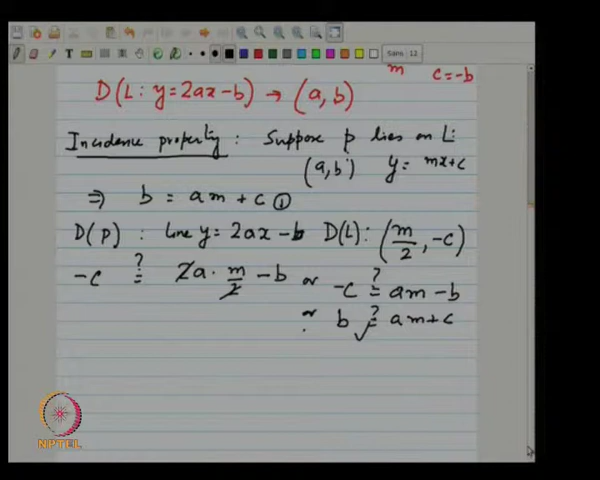 Sans 12
m c=-b
D(L: y=2ax-b) → (a,b)
Incidence property: Suppose p lies on L:
(a,b) y= mx+c
⇒ b = am+c ①
D(p): line y=2ax-b D(L): (m/2, -c)
-c ?= 2a·m/2 -b or -c ?= am-b
or b ?= am+c ✓
NPTEL